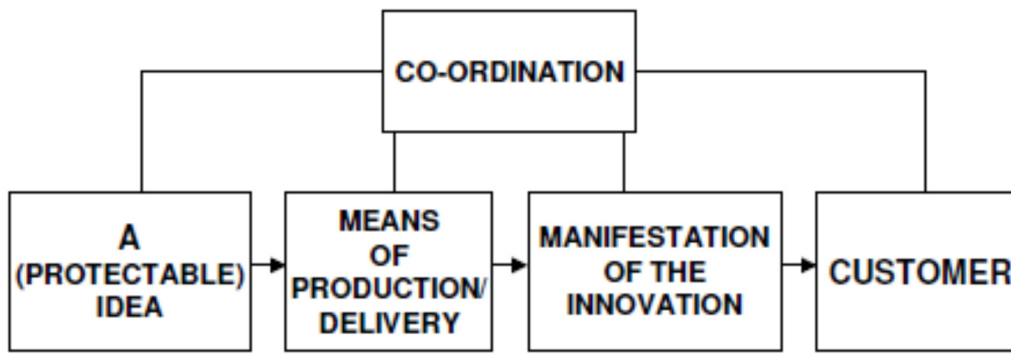 CO-ORDINATION
A
(PROTECTABLE)
IDEA
MEANS
OF
PRODUCTION/
DELIVERY
MANIFESTATION
OF THE
INNOVATION
CUSTOMER